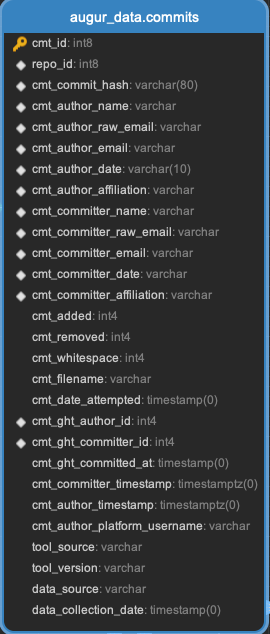 augur_data.commits
cmt_id: int8
repo_id: int8
cmt_commit_hash: varchar(80)
cmt_author_name: varchar
cmt_author_raw_email: varchar
cmt_author_email: varchar
cmt_author_date: varchar(10)
cmt_author_affiliation: varchar
cmt_committer_name: varchar
cmt_committer_raw_email: varchar
cmt_committer_email: varchar
cmt_committer_date: varchar
cmt_committer_affiliation: varchar
cmt_added: int4
cmt_removed: int4
cmt_whitespace: int4
cmt_filename: varchar
cmt_date_attempted: timestamp(0)
cmt_ght_author_id: int4
cmt_ght_committer_id: int4
cmt_ght_committed_at: timestamp(0)
cmt_committer_timestamp: timestamptz(0)
cmt_author_timestamp: timestamptz(0)
cmt_author_platform_username: varchar
tool_source: varchar
tool_version: varchar
data_source: varchar
data_collection_date: timestamp(0)